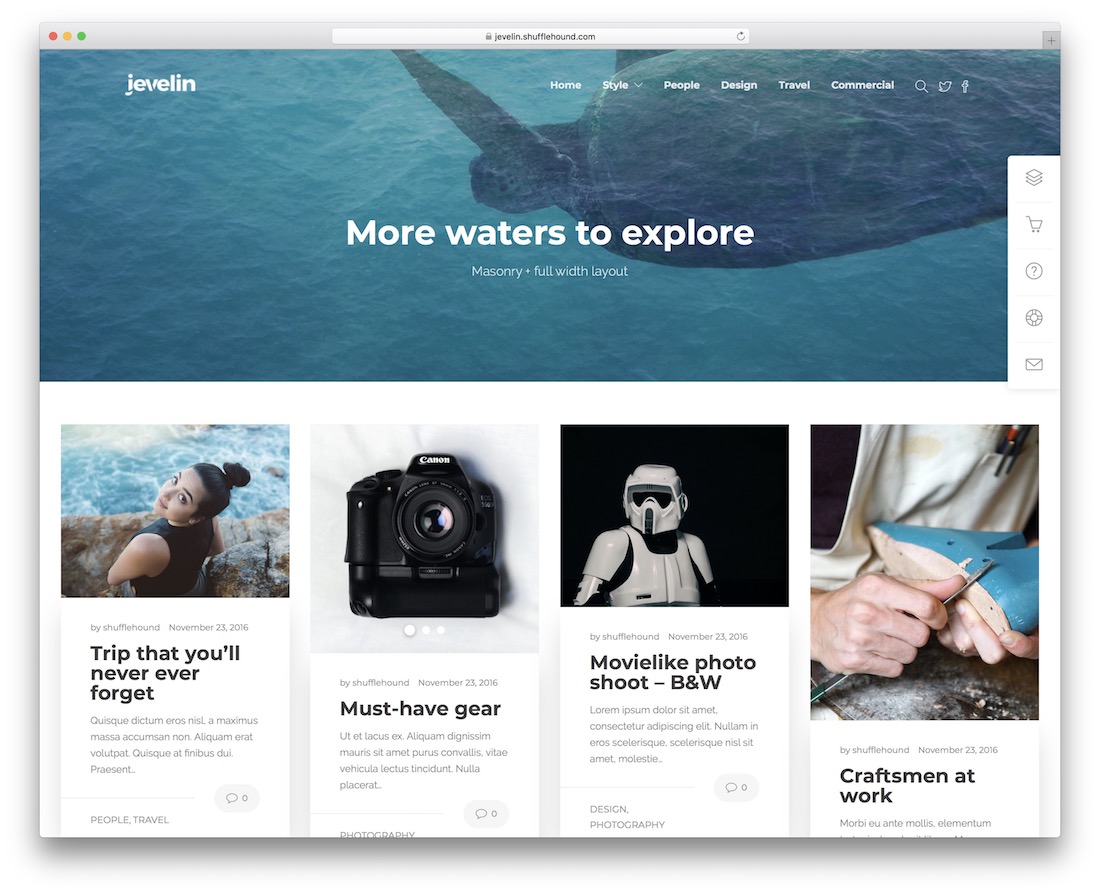 jevelin.shufflehound.com
jevelin
Home Style People Design Travel Commercial
More waters to explore
Masonry + full width layout
by shufflehound November 23, 2016
Trip that you’ll
never ever
forget
Quisque dictum eros nisl, a maximus
massa accumsan non. Aliquam erat
volutpat. Quisque at finibus dui.
Praesent...
0
PEOPLE, TRAVEL
Canon
EOS
by shufflehound November 23, 2016
Must-have gear
Ut et lacus ex. Aliquam dignissim
mauris sit amet purus convallis, vitae
vehicula lectus tincidunt. Nulla
placerat...
0
PHOTOGRAPHY
by shufflehound November 23, 2016
Movielike photo
shoot – B&W
Lorem ipsum dolor sit amet,
consectetur adipiscing elit. Nullam in
eros scelerisque, scelerisque nisl sit
amet, molestie...
0
DESIGN,
PHOTOGRAPHY
by shufflehound November 23, 2016
Craftsmen at
work
Morbi eu ante mollis, elementum